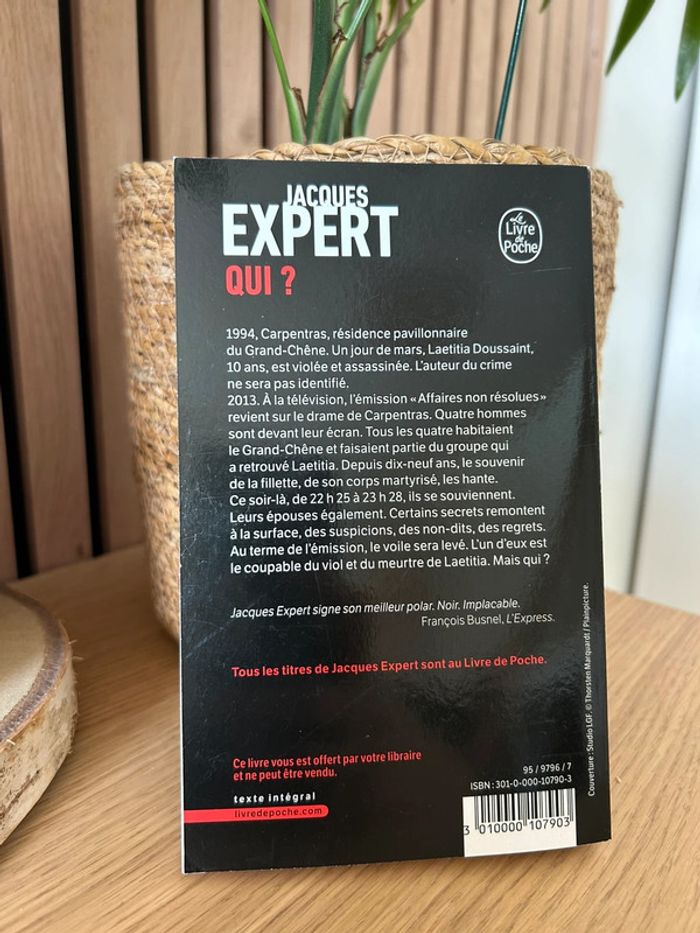 JACQUES
EXPERT
QUI ?
Le
Livre
de
Poche
1994, Carpentras, résidence pavillonnaire
du Grand-Chêne. Un jour de mars, Laetitia Doussaint,
10 ans, est violée et assassinée. L’auteur du crime
ne sera pas identifié.
2013. À la télévision, l’émission « Affaires non résolues »
revient sur le drame de Carpentras. Quatre hommes
sont devant leur écran. Tous les quatre habitaient
le Grand-Chêne et faisaient partie du groupe qui
a retrouvé Laetitia. Depuis dix-neuf ans, le souvenir
de la fillette, de son corps martyrisé, les hante.
Ce soir-là, de 22 h 25 à 23 h 28, ils se souviennent.
Leurs épouses également. Certains secrets remontent
à la surface, des suspicions, des non-dits, des regrets.
Au terme de l’émission, le voile sera levé. L’un d’eux est
le coupable du viol et du meurtre de Laetitia. Mais qui ?
Jacques Expert signe son meilleur polar. Noir. Implacable.
François Busnel, L’Express.
Tous les titres de Jacques Expert sont au Livre de Poche.
Ce livre vous est offert par votre libraire
et ne peut être vendu.
texte intégral
livredepoche.com
95 / 9796 / 7
ISBN : 301-0-000-10790-3
3 010000 107903
Couverture : Studio LGF. © Thorsten Marquardt / Plainpicture.